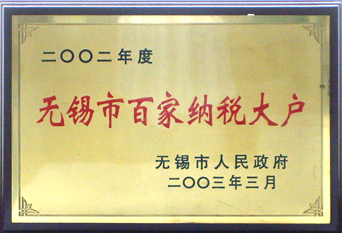 二〇〇二年度
无锡市百家纳税大户
无锡市人民政府
二〇〇三年三月